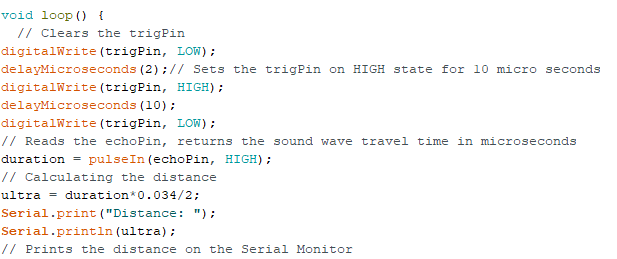 void loop() {
  // Clears the trigPin
digitalWrite(trigPin, LOW);
delayMicroseconds(2);// Sets the trigPin on HIGH state for 10 micro seconds
digitalWrite(trigPin, HIGH);
delayMicroseconds(10);
digitalWrite(trigPin, LOW);
// Reads the echoPin, returns the sound wave travel time in microseconds
duration = pulseIn(echoPin, HIGH);
// Calculating the distance
ultra = duration*0.034/2;
Serial.print("Distance: ");
Serial.println(ultra);
// Prints the distance on the Serial Monitor